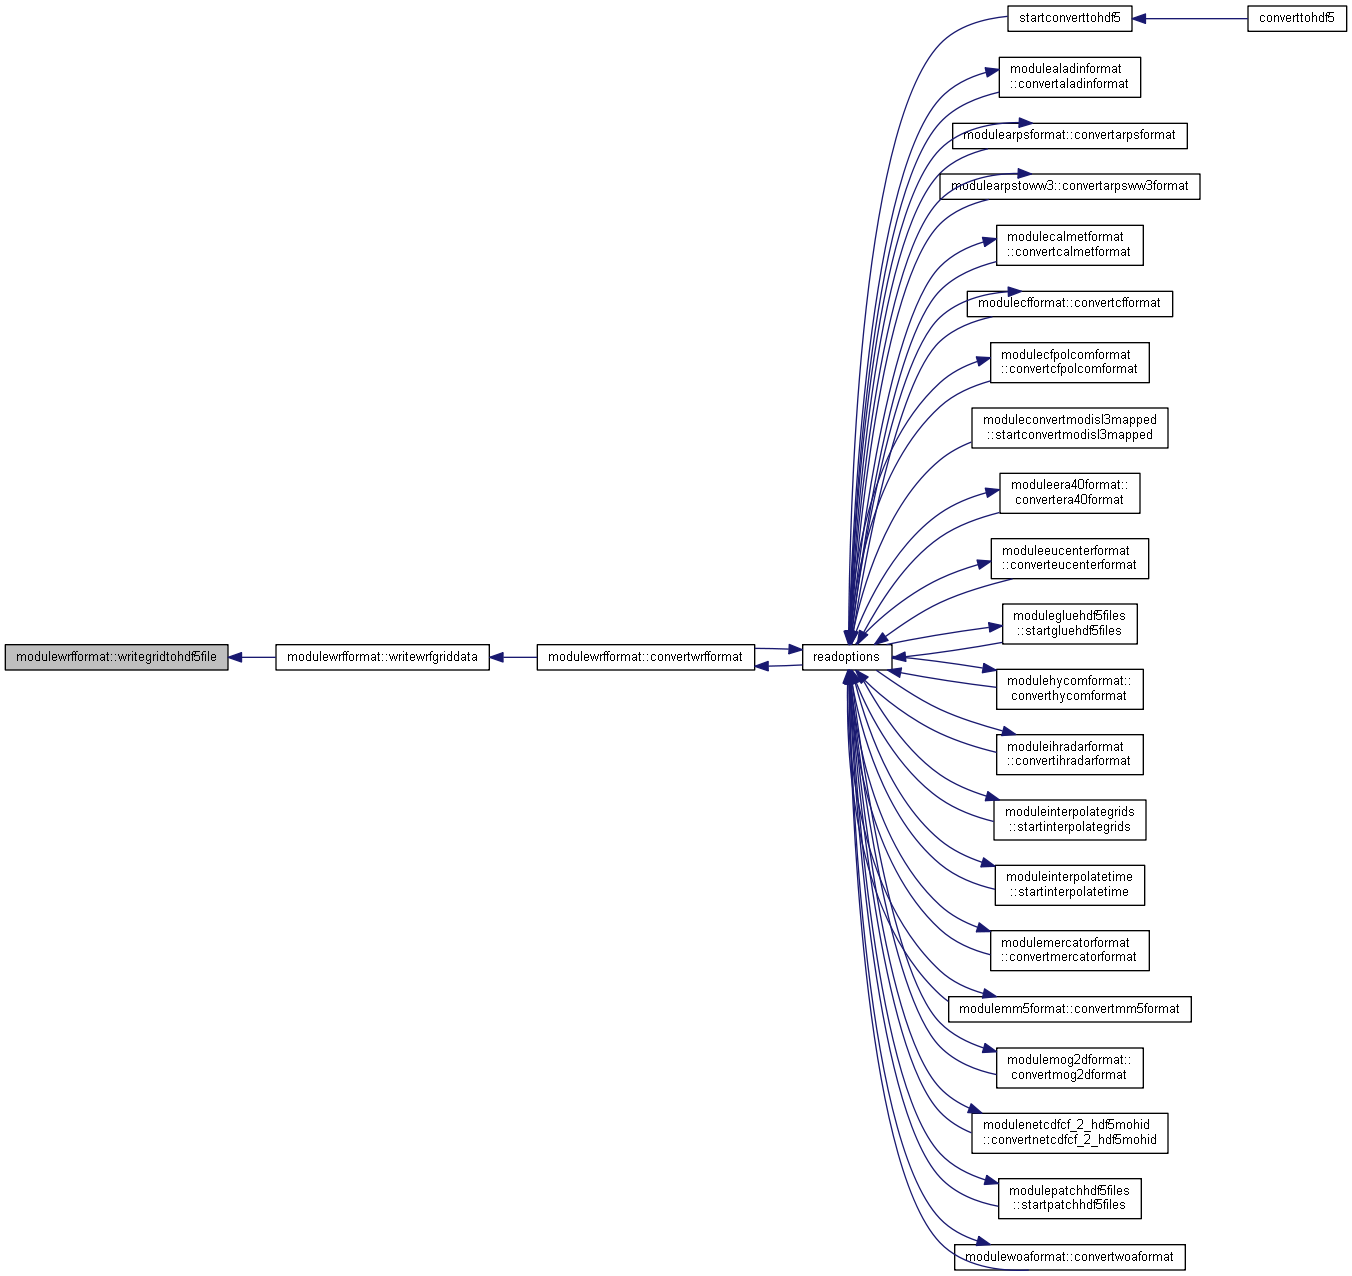 startconverttohdf5
converttohdf5
modulealadinformat
::convertaladinformat
modulearpsformat::convertarpsformat
modulearpstoww3::convertarpsww3format
modulecalmetformat
::convertcalmetformat
modulecfformat::convertcfformat
modulecfpolcomformat
::convertcfpolcomformat
moduleconvertmodisl3mapped
::startconvertmodisl3mapped
moduleera40format::
convertera40format
moduleeucenterformat
::converteucenterformat
modulegluehdf5files
::startgluehdf5files
modulewrfformat::writegridtohdf5file
modulewrfformat::writewrfgriddata
modulewrfformat::convertwrfformat
readoptions
modulehycomformat::
converthycomformat
moduleihradarformat
::convertihradarformat
moduleinterpolategrids
::startinterpolategrids
moduleinterpolatetime
::startinterpolatetime
modulemercatorformat
::convertmercatorformat
modulemm5format::convertmm5format
modulemog2dformat::
convertmog2dformat
modulenetcdfcf_2_hdf5mohid
::convertnetcdfcf_2_hdf5mohid
modulepatchhdf5files
::startpatchhdf5files
modulewoaformat::convertwoaformat